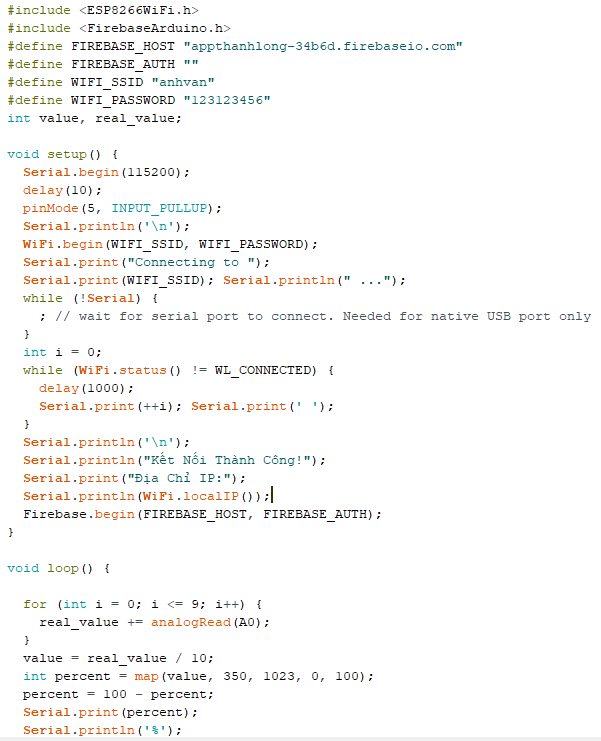 #include <ESP8266WiFi.h>
#include <FirebaseArduino.h>
#define FIREBASE_HOST "appthanhlong-34b6d.firebaseio.com"
#define FIREBASE_AUTH ""
#define WIFI_SSID "anhvan"
#define WIFI_PASSWORD "123123456"
int value, real_value;

void setup() {
  Serial.begin(115200);
  delay(10);
  pinMode(5, INPUT_PULLUP);
  Serial.println('\n');
  WiFi.begin(WIFI_SSID, WIFI_PASSWORD);
  Serial.print("Connecting to ");
  Serial.print(WIFI_SSID); Serial.println(" ...");
  while (!Serial) {
    ; // wait for serial port to connect. Needed for native USB port only
  }
  int i = 0;
  while (WiFi.status() != WL_CONNECTED) {
    delay(1000);
    Serial.print(++i); Serial.print(' ');
  }
  Serial.println('\n');
  Serial.println("Kết Nối Thành Công!");
  Serial.print("Địa Chỉ IP:");
  Serial.println(WiFi.localIP());
  Firebase.begin(FIREBASE_HOST, FIREBASE_AUTH);
}

void loop() {

  for (int i = 0; i <= 9; i++) {
    real_value += analogRead(A0);
  }
  value = real_value / 10;
  int percent = map(value, 350, 1023, 0, 100);
  percent = 100 - percent;
  Serial.print(percent);
  Serial.println('%');